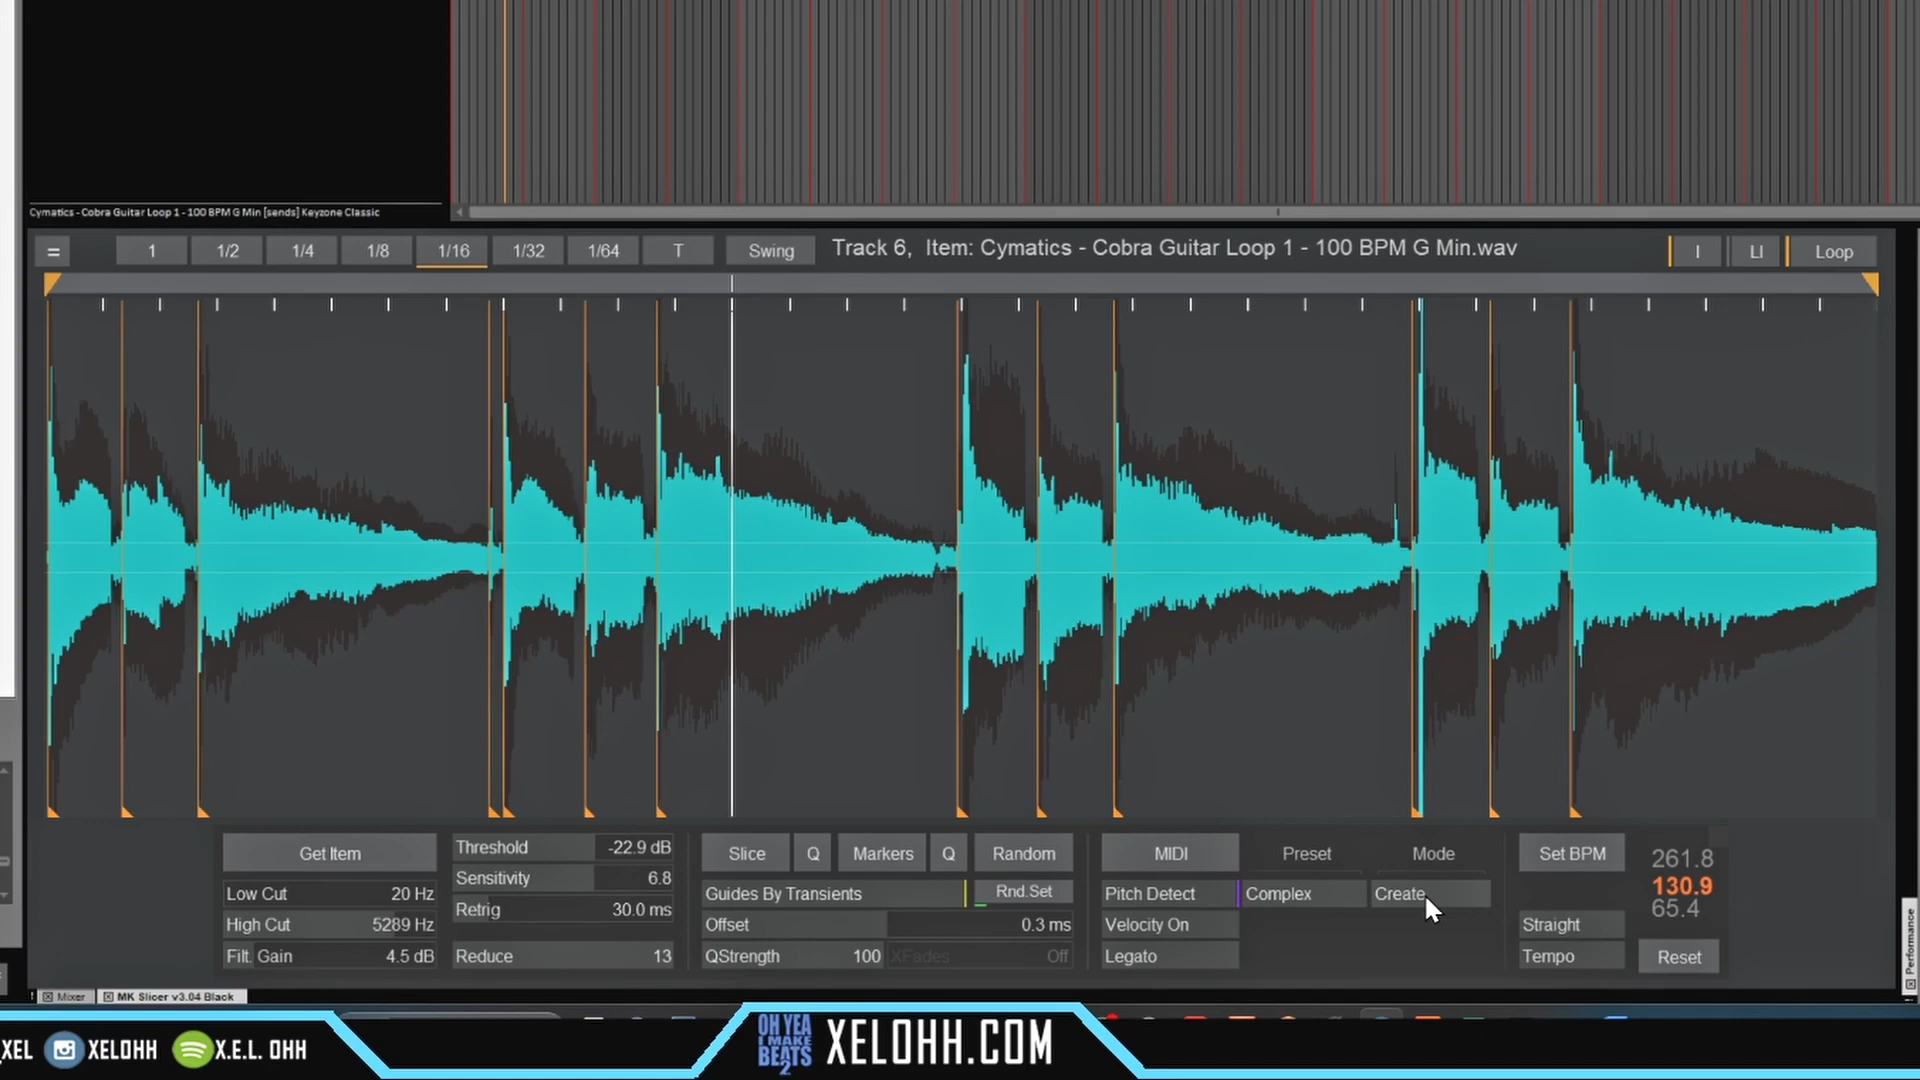 Cymatics - Cobra Guitar Loop 1 - 100 BPM G Min [sends] Keyzone Classic
= 1 1/2 1/4 1/8 1/16 1/32 1/64 T Swing Track 6, Item: Cymatics - Cobra Guitar Loop 1 - 100 BPM G Min.wav I LI Loop
Get Item Threshold -22.9 dB Slice Q Markers Q Random MIDI Preset Mode Set BPM 261.8
Sensitivity 6.8
Low Cut 20 Hz Guides By Transients Rnd.Set Pitch Detect Complex Create 130.9
Retrig 30.0 ms 65.4
High Cut 5289 Hz Offset 0.3 ms Velocity On Straight
Filt. Gain 4.5 dB Reduce 13 QStrength 100 XFades Off Legato Tempo Reset
Performance
Mixer MK Slicer v3.04 Black
XEL XELOHH X.E.L. OHH
OH YEA
I MAKE
BEATS
2
XELOHH.COM